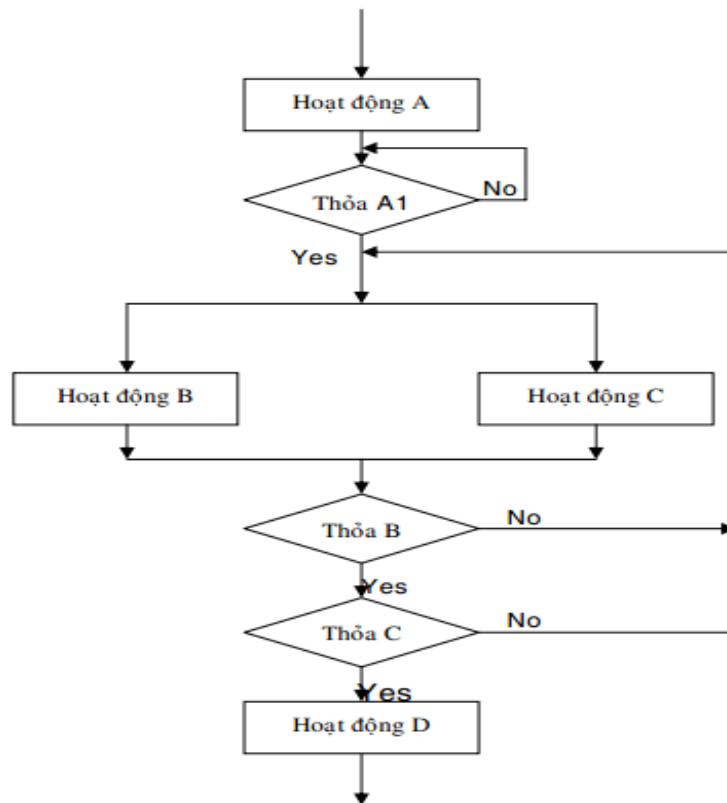 Hoạt động A
Thỏa A1
No
Yes
Hoạt động B
Hoạt động C
Thỏa B
No
Yes
Thỏa C
No
Yes
Hoạt động D